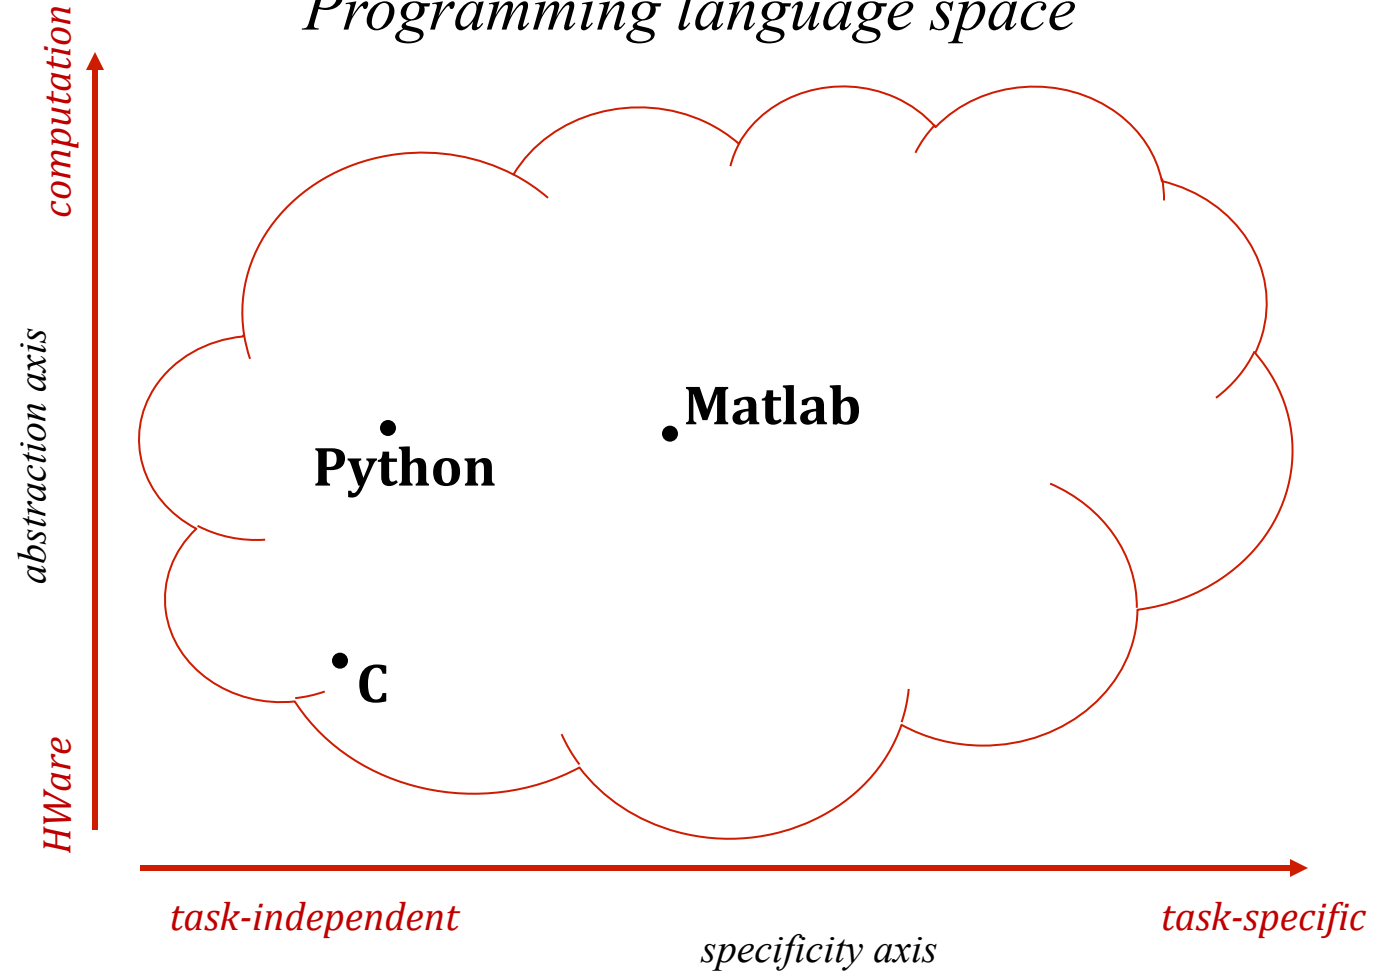 Programming language space
computation
abstraction axis
HWare
Matlab
Python
C
task-independent
task-specific
specificity axis